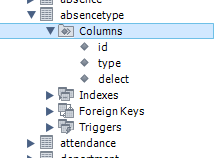 absence
absencetype
Columns
id
type
delect
Indexes
Foreign Keys
Triggers
attendance
department